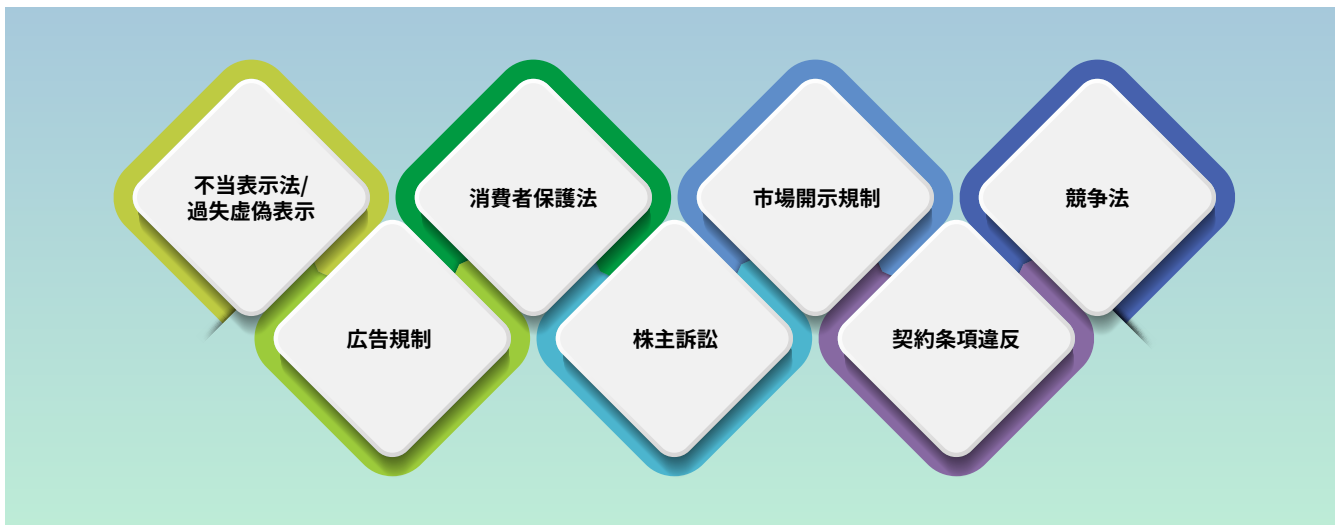 不当表示法/
過失虚偽表示
消費者保護法
市場開示規制
競争法
広告規制
株主訴訟
契約条項違反